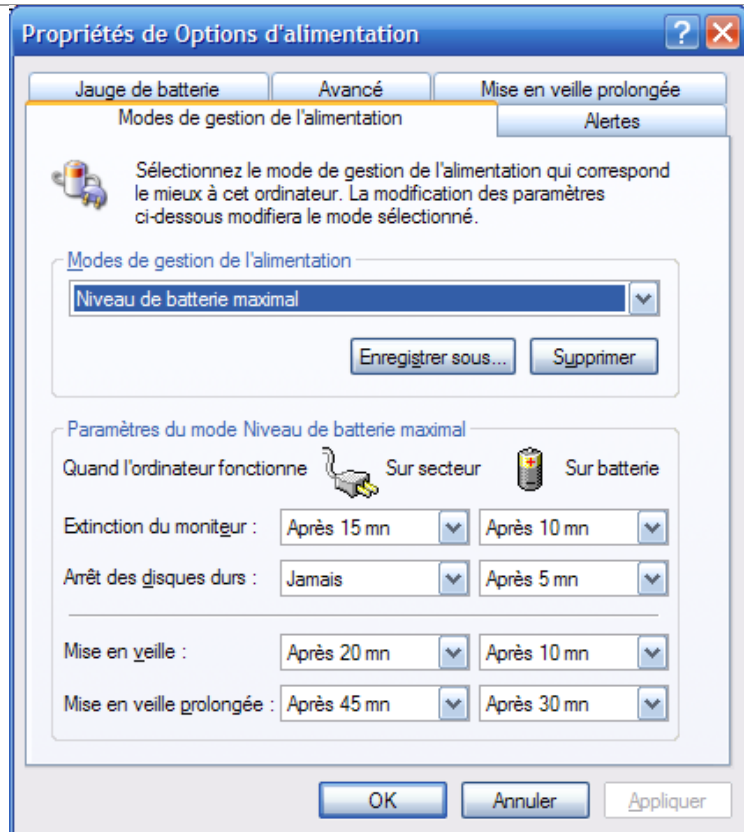 Propriétés de Options d'alimentation
Jauge de batterie Avancé Mise en veille prolongée
Modes de gestion de l'alimentation Alertes
Sélectionnez le mode de gestion de l'alimentation qui correspond
le mieux à cet ordinateur. La modification des paramètres
ci-dessous modifiera le mode sélectionné.
Modes de gestion de l'alimentation
Niveau de batterie maximal
Enregistrer sous... Supprimer
Paramètres du mode Niveau de batterie maximal
Quand l'ordinateur fonctionne Sur secteur Sur batterie
Extinction du moniteur : Après 15 mn Après 10 mn
Arrêt des disques durs : Jamais Après 5 mn
Mise en veille : Après 20 mn Après 10 mn
Mise en veille prolongée : Après 45 mn Après 30 mn
OK Annuler Appliquer